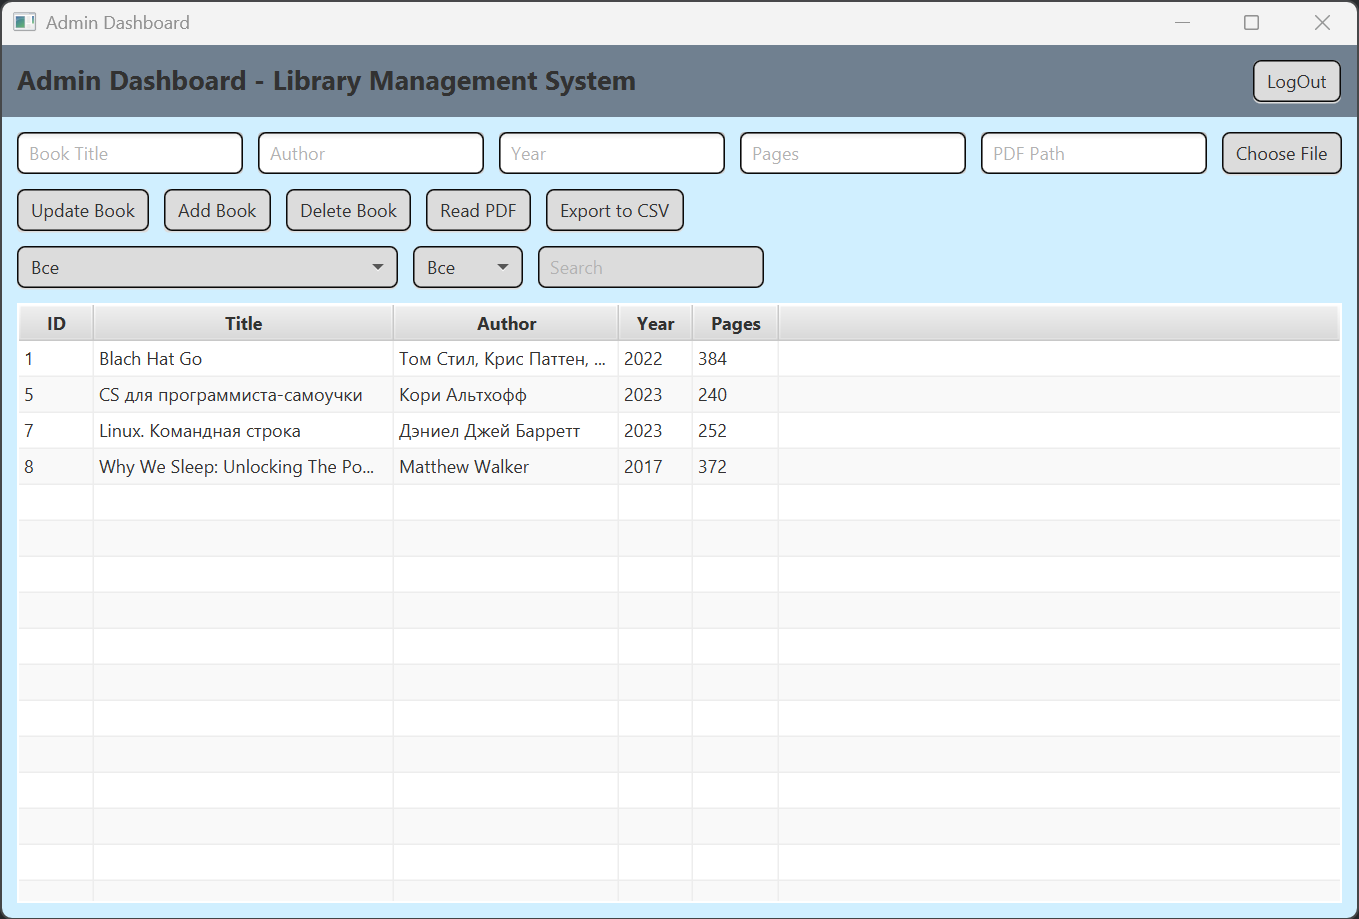 Admin Dashboard
Admin Dashboard - Library Management System LogOut
Book Title Author Year Pages PDF Path Choose File
Update Book Add Book Delete Book Read PDF Export to CSV
Все Все Search
ID Title Author Year Pages
1 Blach Hat Go Том Стил, Крис Паттен, ... 2022 384
5 CS для программиста-самоучки Кори Альтхофф 2023 240
7 Linux. Командная строка Дэниел Джей Барретт 2023 252
8 Why We Sleep: Unlocking The Po... Matthew Walker 2017 372